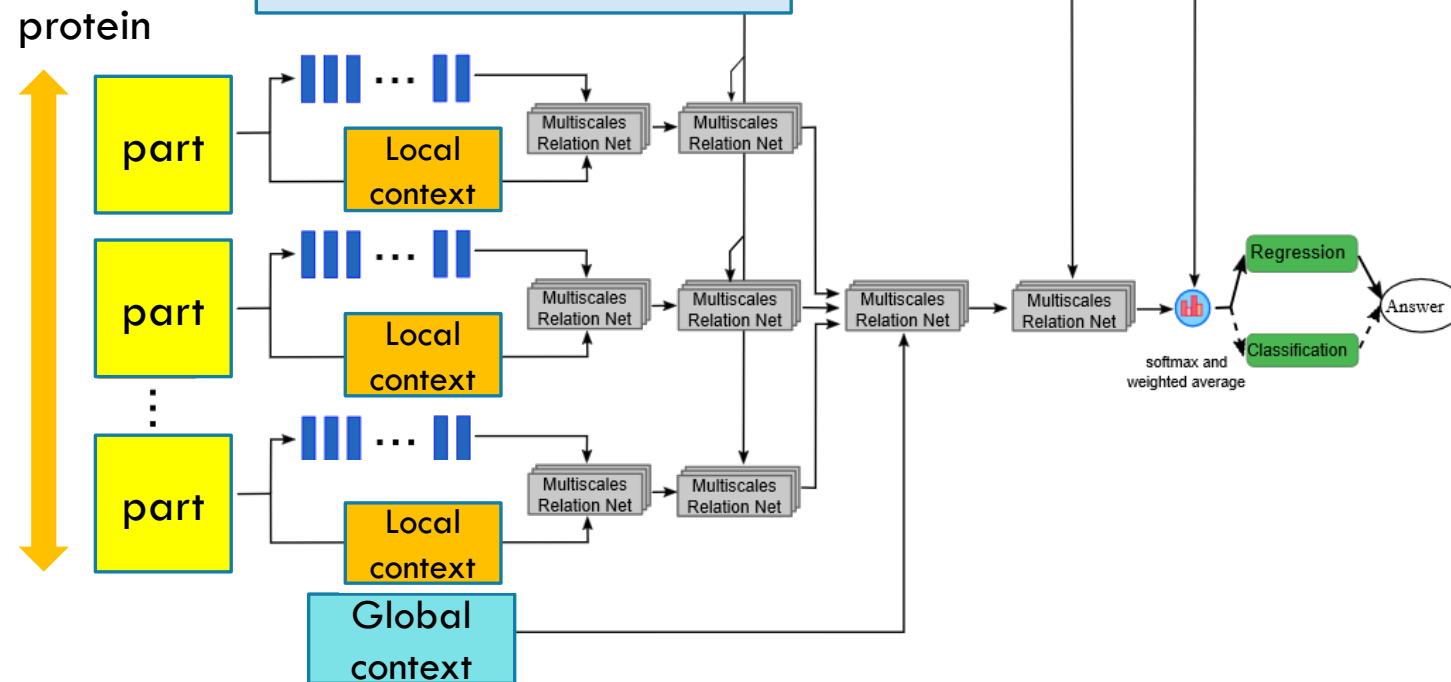 protein
part
...
Local
context
Multiscales
Relation Net
Multiscales
Relation Net
part
...
Local
context
Multiscales
Relation Net
Multiscales
Relation Net
Multiscales
Relation Net
Multiscales
Relation Net
softmax and
weighted average
Regression
Classification
Answer
part
...
Local
context
Multiscales
Relation Net
Multiscales
Relation Net
Global
context